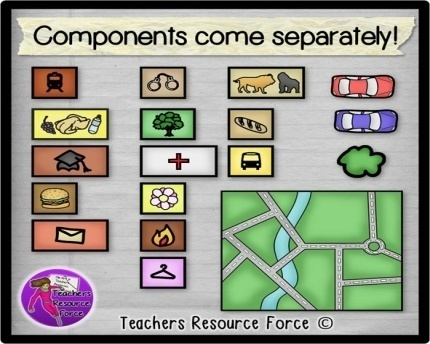 Components come separately!
Teachers
Resource
Force
Teachers Resource Force ©